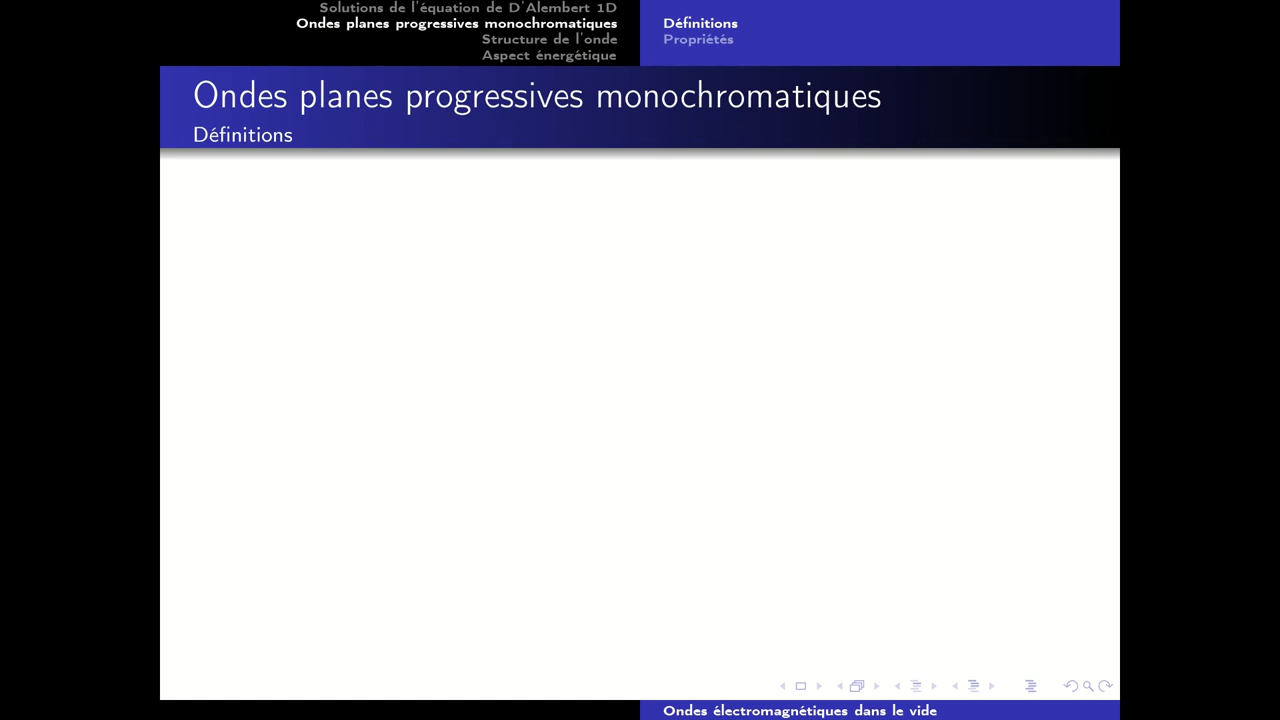 Solutions de l'équation de D'Alembert 1D
Ondes planes progressives monochromatiques
Structure de l'onde
Aspect énergétique
Définitions
Propriétés
Ondes planes progressives monochromatiques
Définitions
Ondes électromagnétiques dans le vide